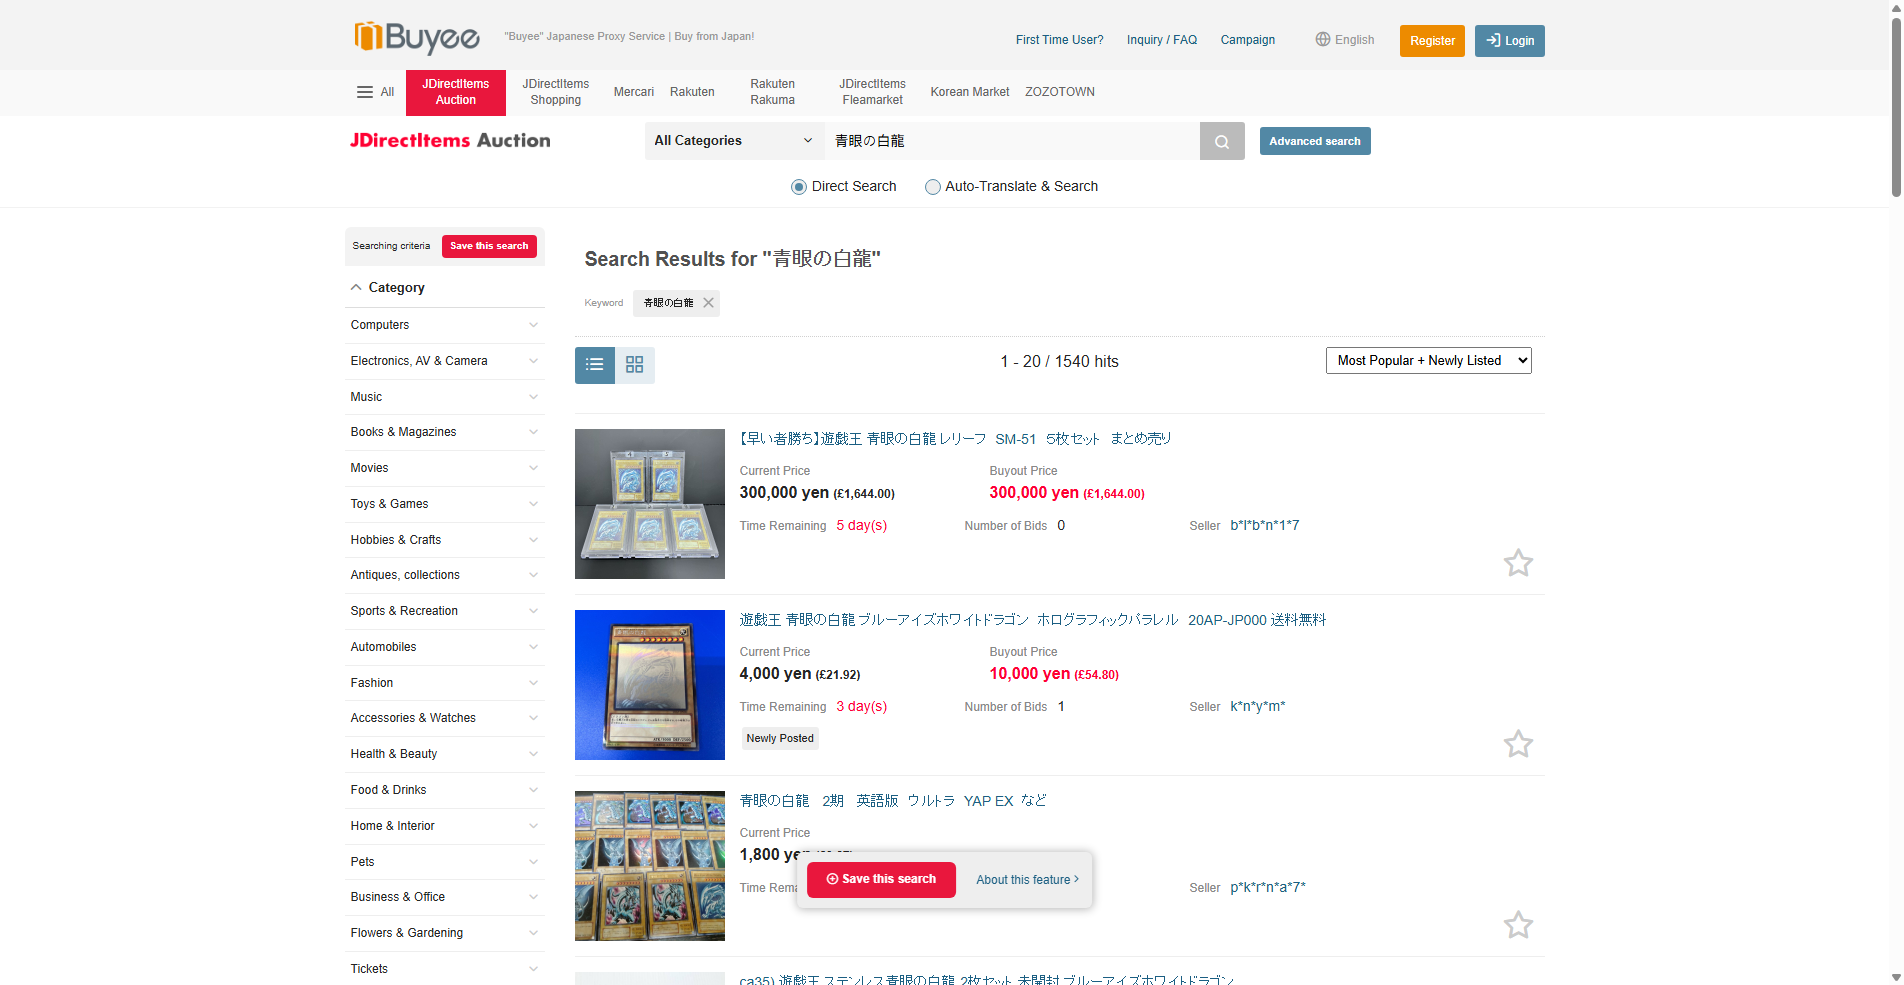 Buyee
"Buyee" Japanese Proxy Service | Buy from Japan!
First Time User?
Inquiry / FAQ
Campaign
English
Register
Login
All
JDirectItems
Auction
JDirectItems
Shopping
Mercari
Rakuten
Rakuten
Rakuma
JDirectItems
Fleamarket
Korean Market
ZOZOTOWN
JDirectItems Auction
All Categories
青眼の白龍
Advanced search
Direct Search
Auto-Translate & Search
Searching criteria
Save this search
Category
Computers
Electronics, AV & Camera
Music
Books & Magazines
Movies
Toys & Games
Hobbies & Crafts
Antiques, collections
Sports & Recreation
Automobiles
Fashion
Accessories & Watches
Health & Beauty
Food & Drinks
Home & Interior
Pets
Business & Office
Flowers & Gardening
Tickets
Search Results for "青眼の白龍"
Keyword 青眼の白龍
1 - 20 / 1540 hits
Most Popular + Newly Listed
【早い者勝ち】遊戯王 青眼の白龍 レリーフ SM-51 5枚セット まとめ売り
Current Price
300,000 yen (£1,644.00)
Buyout Price
300,000 yen (£1,644.00)
Time Remaining 5 day(s)
Number of Bids 0
Seller b*l*b*n*1*7
遊戯王 青眼の白龍 ブルーアイズホワイトドラゴン ホログラフィックパラレル 20AP-JP000 送料無料
Current Price
4,000 yen (£21.92)
Buyout Price
10,000 yen (£54.80)
Time Remaining 3 day(s)
Number of Bids 1
Seller k*n*y*m*
Newly Posted
青眼の白龍 2期 英語版 ウルトラ YAP EX など
Current Price
1,800 yen
Time Rema
Seller p*k*r*n*a*7*
Save this search
About this feature
ca35) 遊戯王 ステンレス青眼の白龍 2枚セット 未開封 ブルーアイズホワイトドラゴン